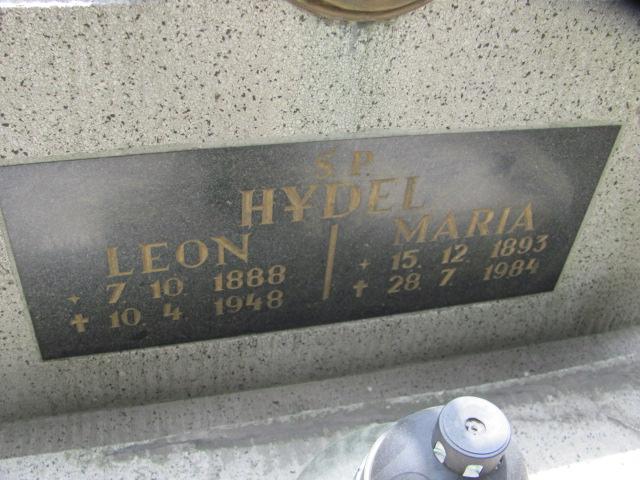 Ś.P.
HYDEL
LEON
⋆ 7. 10. 1888
✝ 10. 4. 1948
MARIA
⋆ 15. 12. 1893
✝ 28. 7. 1984